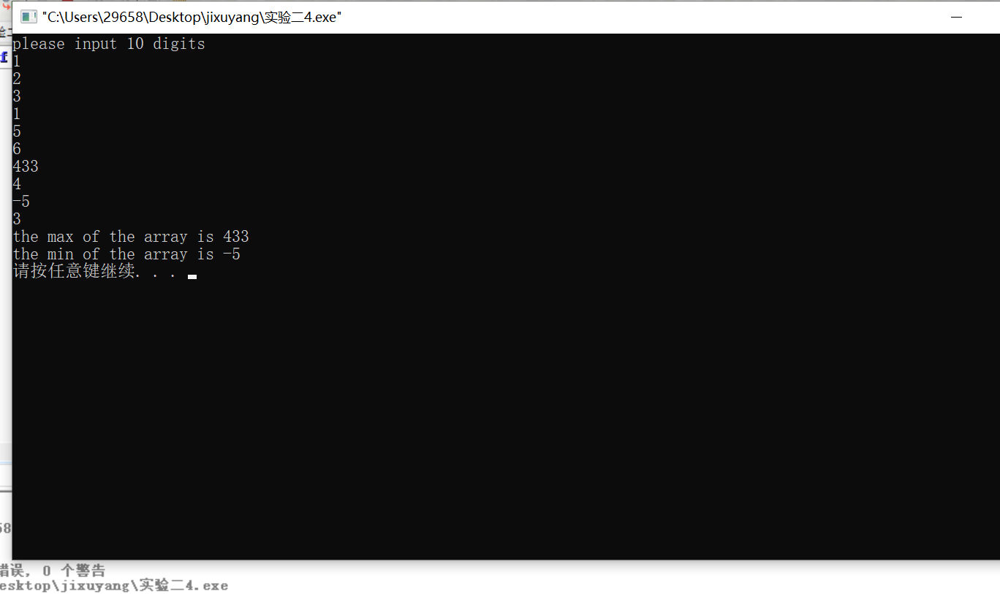 "C:\Users\29658\Desktop\jixuyang\实验二4.exe"
please input 10 digits
1
2
3
1
5
6
433
4
-5
3
the max of the array is 433
the min of the array is -5
请按任意键继续. . .
58
错误, 0 个警告
esktop\jixuyang\实验二4.exe